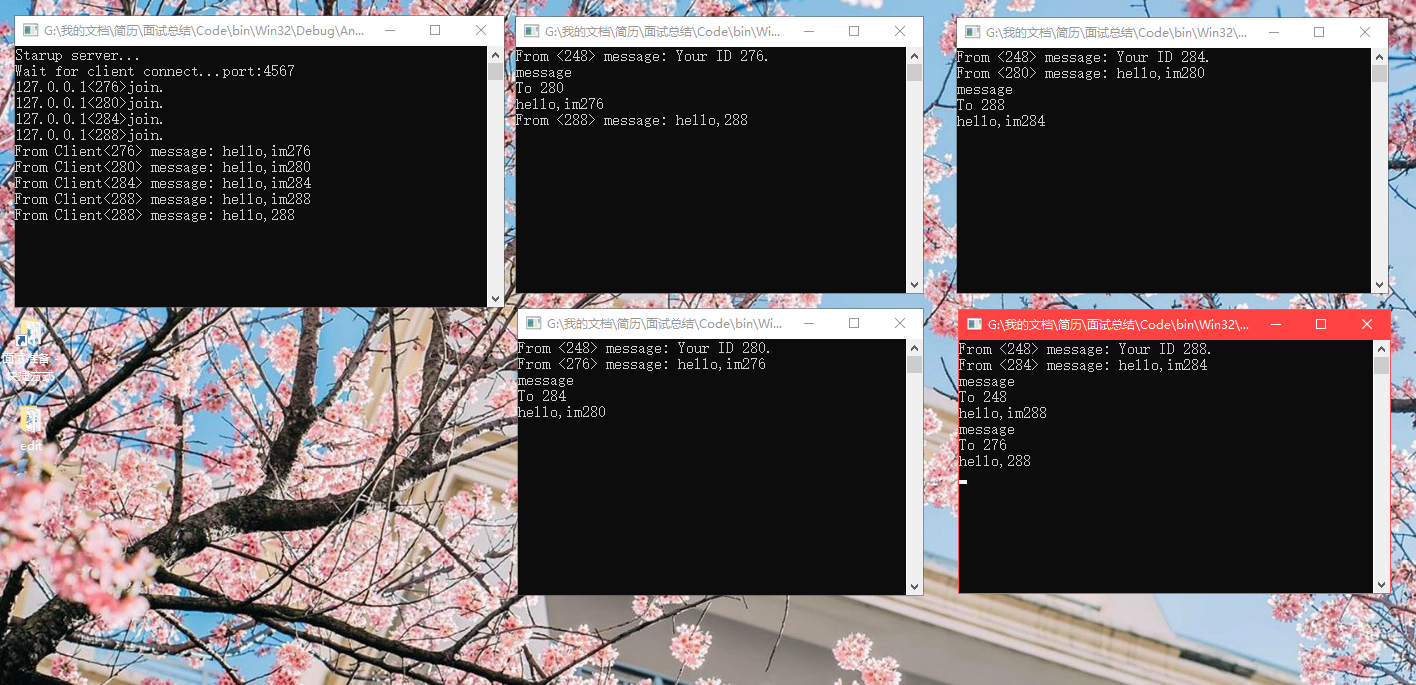 G:\我的文档\简历\面试总结\Code\bin\Win32\Debug\An...
Starup server...
Wait for client connect...port:4567
127.0.0.1<276>join.
127.0.0.1<280>join.
127.0.0.1<284>join.
127.0.0.1<288>join.
From Client<276> message: hello,im276
From Client<280> message: hello,im280
From Client<284> message: hello,im284
From Client<288> message: hello,im288
From Client<288> message: hello,288
G:\我的文档\简历\面试总结\Code\bin\Wi...
From <248> message: Your ID 276.
message
To 280
hello,im276
From <288> message: hello,288
G:\我的文档\简历\面试总结\Code\bin\Win32\...
From <248> message: Your ID 284.
From <280> message: hello,im280
message
To 288
hello,im284
面试准备 -
快捷方式
edit
G:\我的文档\简历\面试总结\Code\bin\Wi...
From <248> message: Your ID 280.
From <276> message: hello,im276
message
To 284
hello,im280
G:\我的文档\简历\面试总结\Code\bin\Win32\...
From <248> message: Your ID 288.
From <284> message: hello,im284
message
To 248
hello,im288
message
To 276
hello,288